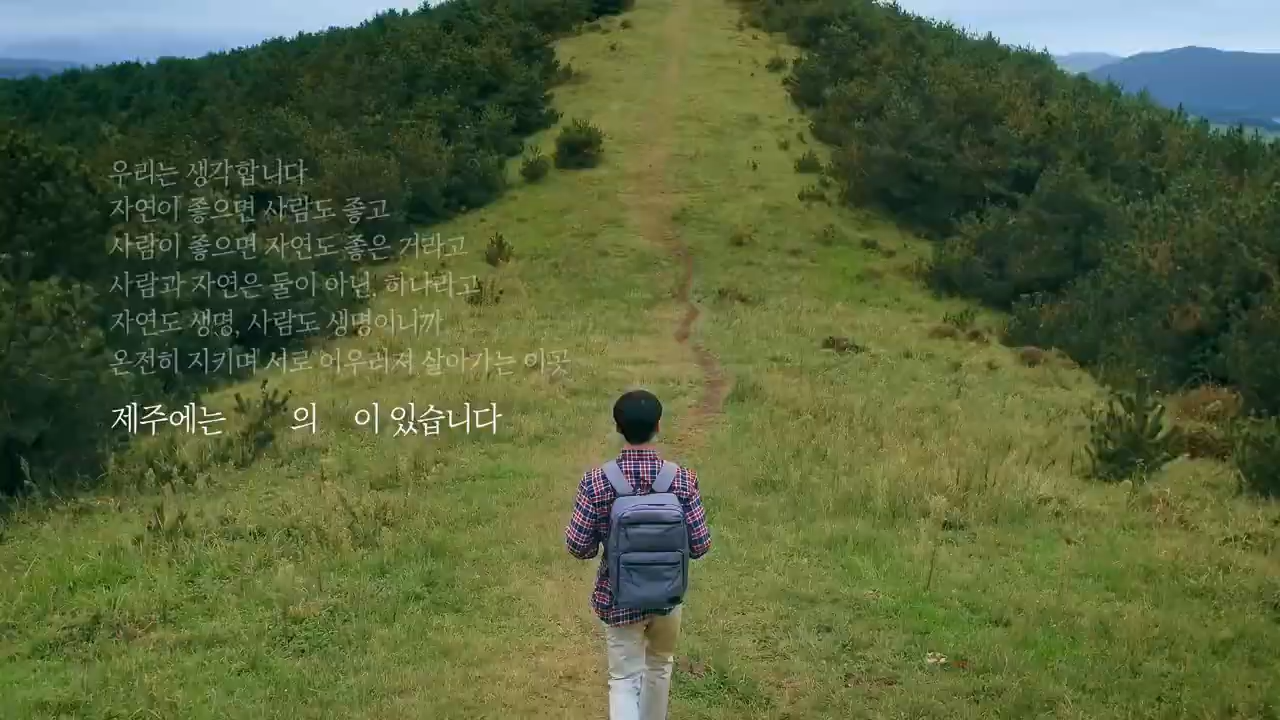 우리는 생각합니다
자연이 좋으면 사람도 좋고
사람이 좋으면 자연도 좋은 거라고
사람과 자연은 둘이 아닌, 하나라고
자연도 생명, 사람도 생명이니까
온전히 지키며 서로 어우러져 살아가는 이곳
제주에는 의 이 있습니다